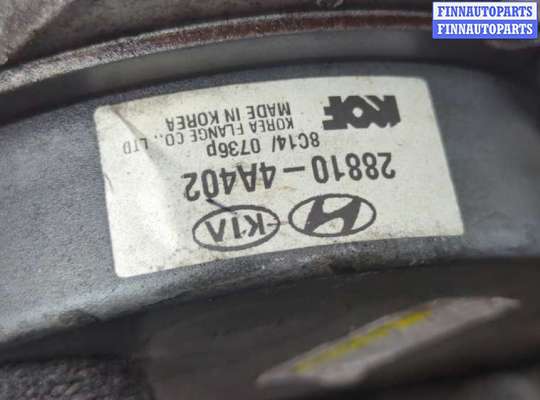 FINNAUTOPARTS
FINNAUTOPARTS
KIA
28810-4A402
8C14/ 0736p
KOREA FLANGE CO., LTD
MADE IN KOREA
KOF